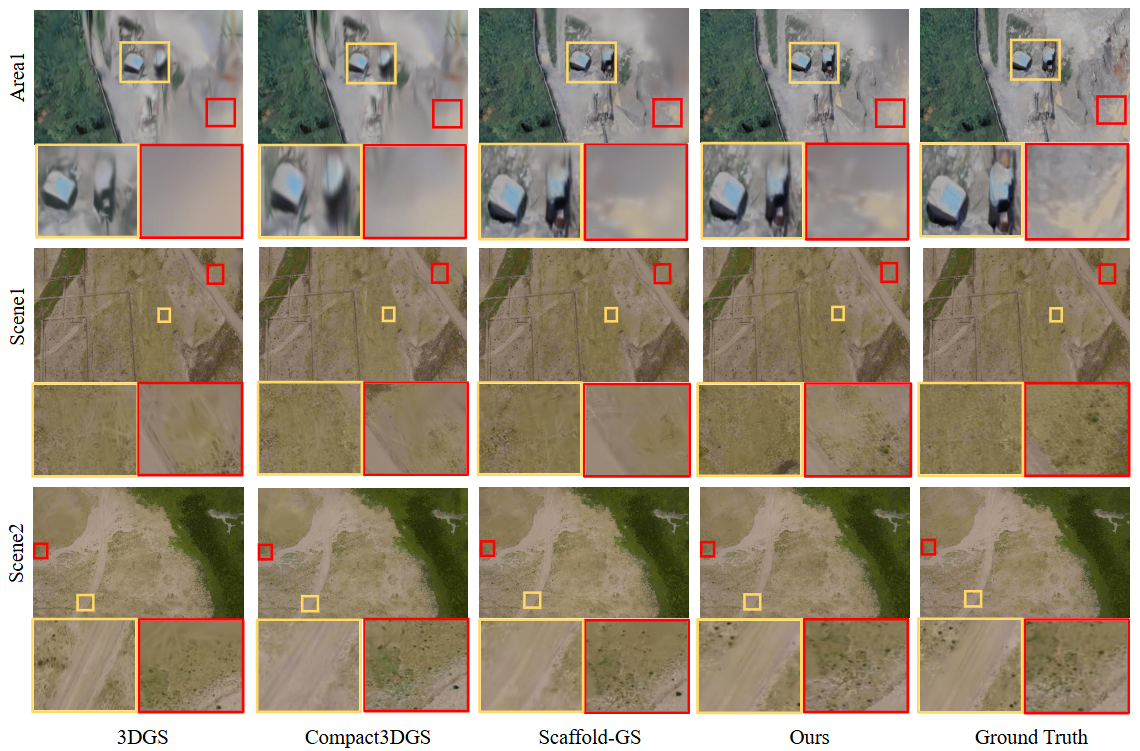 Area1
Scene1
Scene2
3DGS
Compact3DGS
Scaffold-GS
Ours
Ground Truth